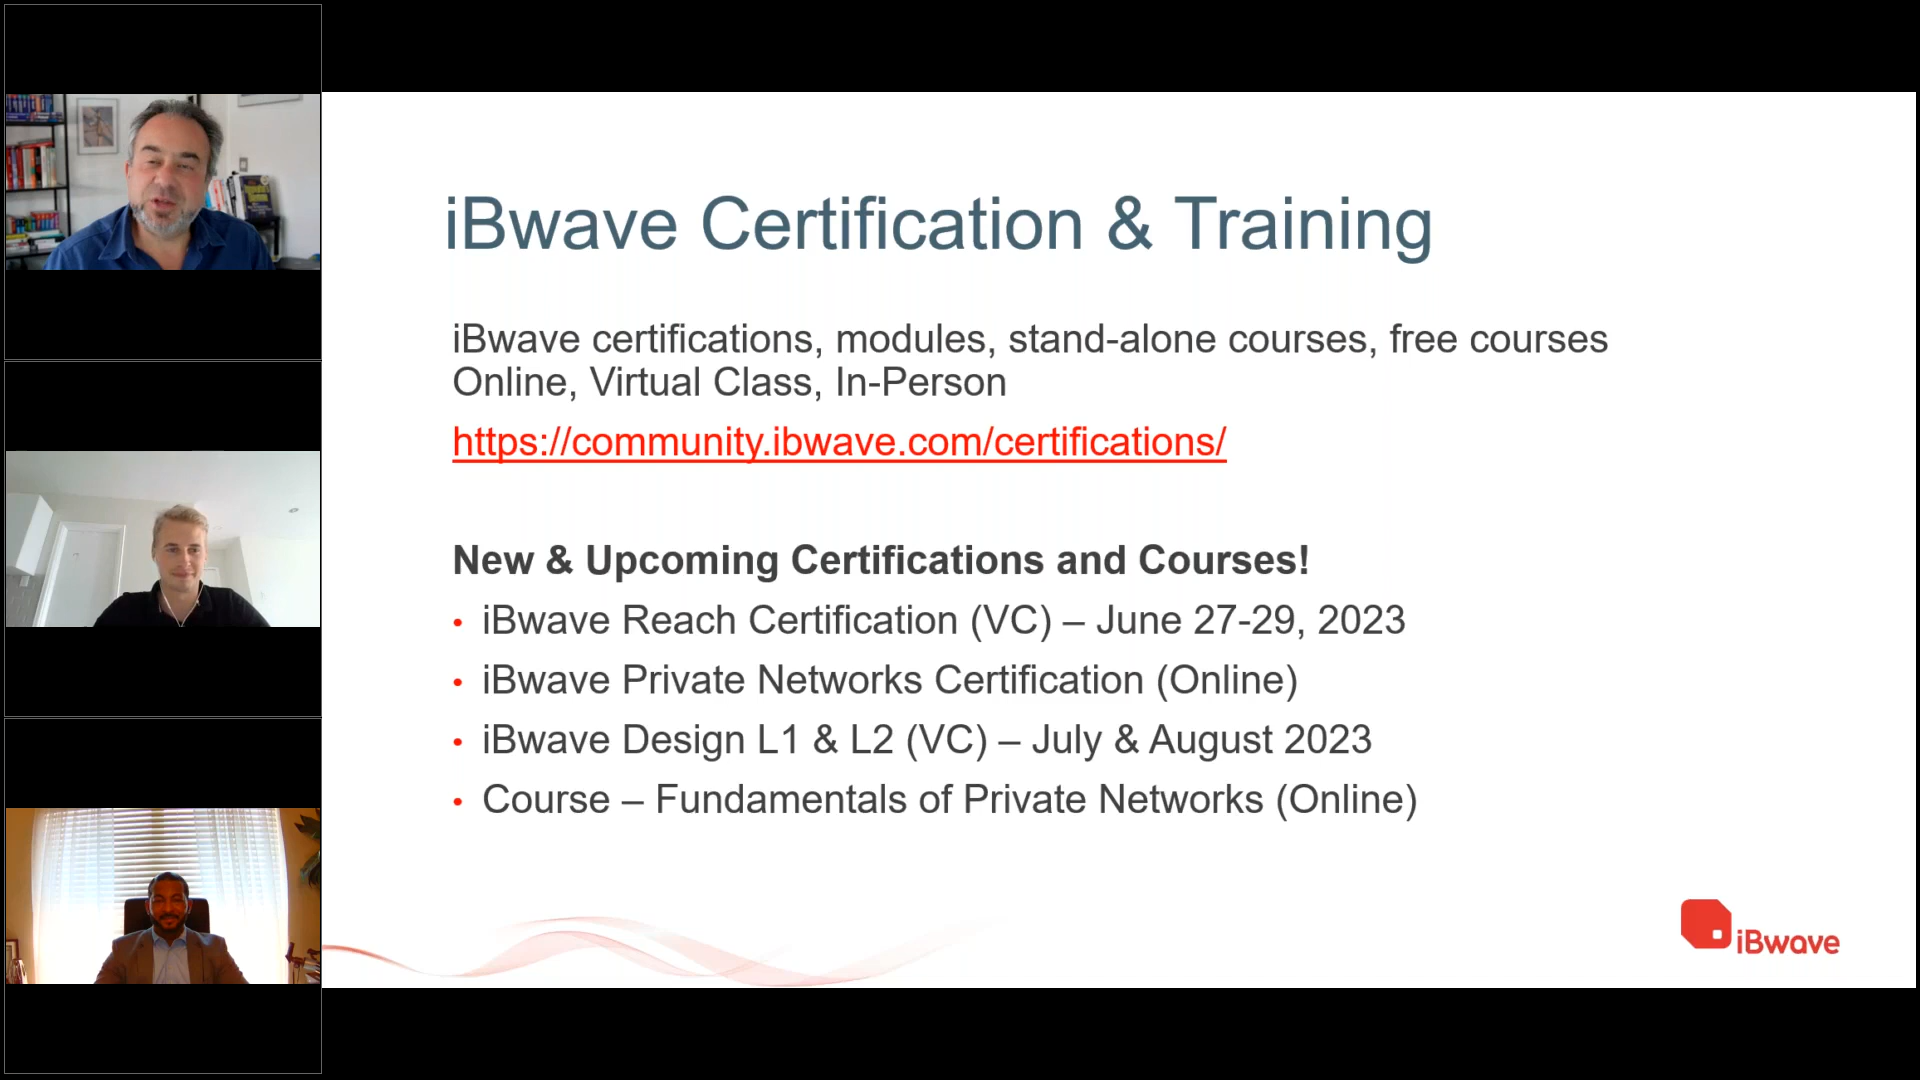 iBwave Certification & Training
iBwave certifications, modules, stand-alone courses, free courses
Online, Virtual Class, In-Person
https://community.ibwave.com/certifications/
New & Upcoming Certifications and Courses!
• iBwave Reach Certification (VC) – June 27-29, 2023
• iBwave Private Networks Certification (Online)
• iBwave Design L1 & L2 (VC) – July & August 2023
• Course – Fundamentals of Private Networks (Online)
iBwave